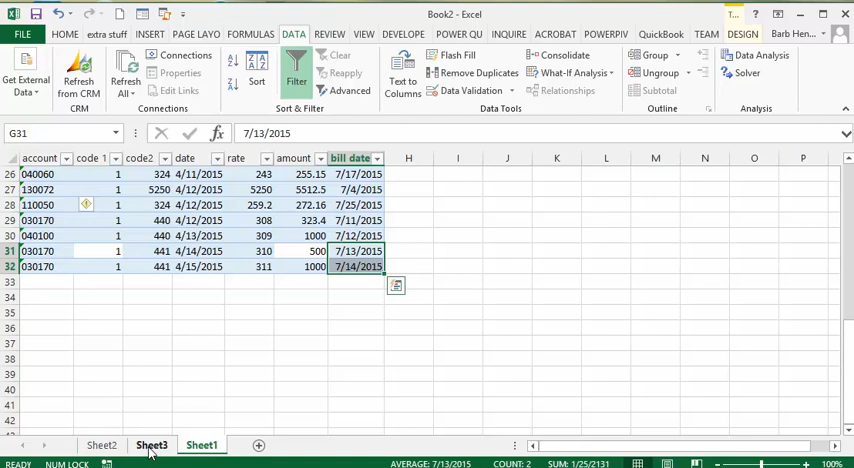 Book2 - Excel
T...
FILE HOME extra stuff INSERT PAGE LAYO FORMULAS DATA REVIEW VIEW DEVELOPE POWER QU INQUIRE ACROBAT POWERPIV QuickBook TEAM DESIGN Barb Hen...
Get External Data
Refresh from CRM
CRM
Refresh All
Connections
Properties
Edit Links
Connections
Sort
Filter
Clear
Reapply
Advanced
Sort & Filter
Text to Columns
Flash Fill
Remove Duplicates
Data Validation
Consolidate
What-If Analysis
Relationships
Data Tools
Group
Ungroup
Subtotal
Outline
Data Analysis
Solver
Analysis
G31 fx 7/13/2015
account code 1 code2 date rate amount bill date H I J K L M N O P
26 040060 1 324 4/11/2015 243 255.15 7/17/2015
27 130072 1 5250 4/12/2015 5250 5512.5 7/4/2015
28 110050 1 324 4/12/2015 259.2 272.16 7/25/2015
29 030170 1 440 4/12/2015 308 323.4 7/11/2015
30 040100 1 440 4/13/2015 309 1000 7/12/2015
31 030170 1 441 4/14/2015 310 500 7/13/2015
32 030170 1 441 4/15/2015 311 1000 7/14/2015
33
34
35
36
37
38
39
40
41
42
Sheet2 Sheet3 Sheet1
READY NUM LOCK AVERAGE: 7/13/2015 COUNT: 2 SUM: 1/25/2131 100%